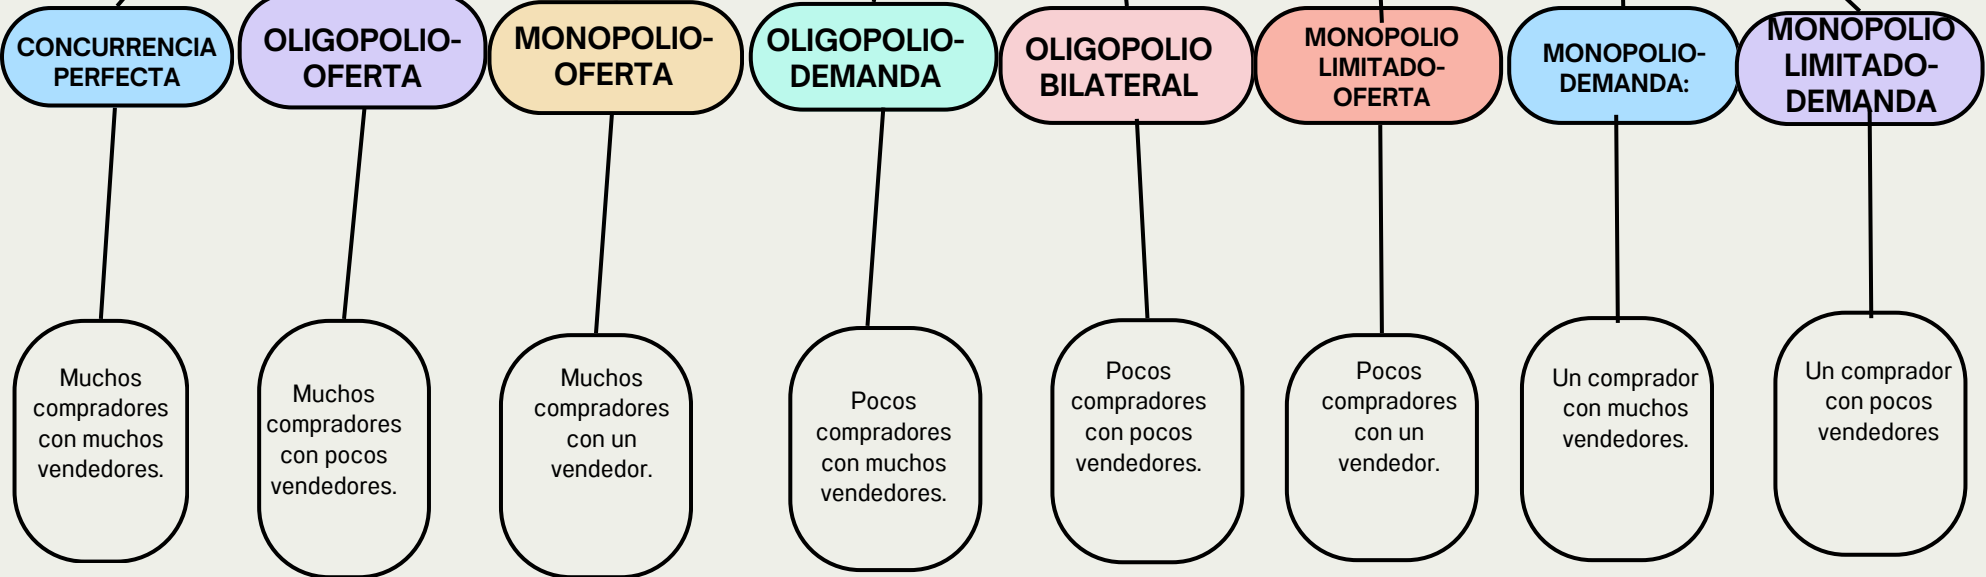 CONCURRENCIA
PERFECTA
OLIGOPOLIO-
OFERTA
MONOPOLIO-
OFERTA
OLIGOPOLIO-
DEMANDA
OLIGOPOLIO
BILATERAL
MONOPOLIO
LIMITADO-
OFERTA
MONOPOLIO-
DEMANDA:
MONOPOLIO
LIMITADO-
DEMANDA
Muchos
compradores
con muchos
vendedores.
Muchos
compradores
con pocos
vendedores.
Muchos
compradores
con un
vendedor.
Pocos
compradores
con muchos
vendedores.
Pocos
compradores
con pocos
vendedores.
Pocos
compradores
con un
vendedor.
Un comprador
con muchos
vendedores.
Un comprador
con pocos
vendedores